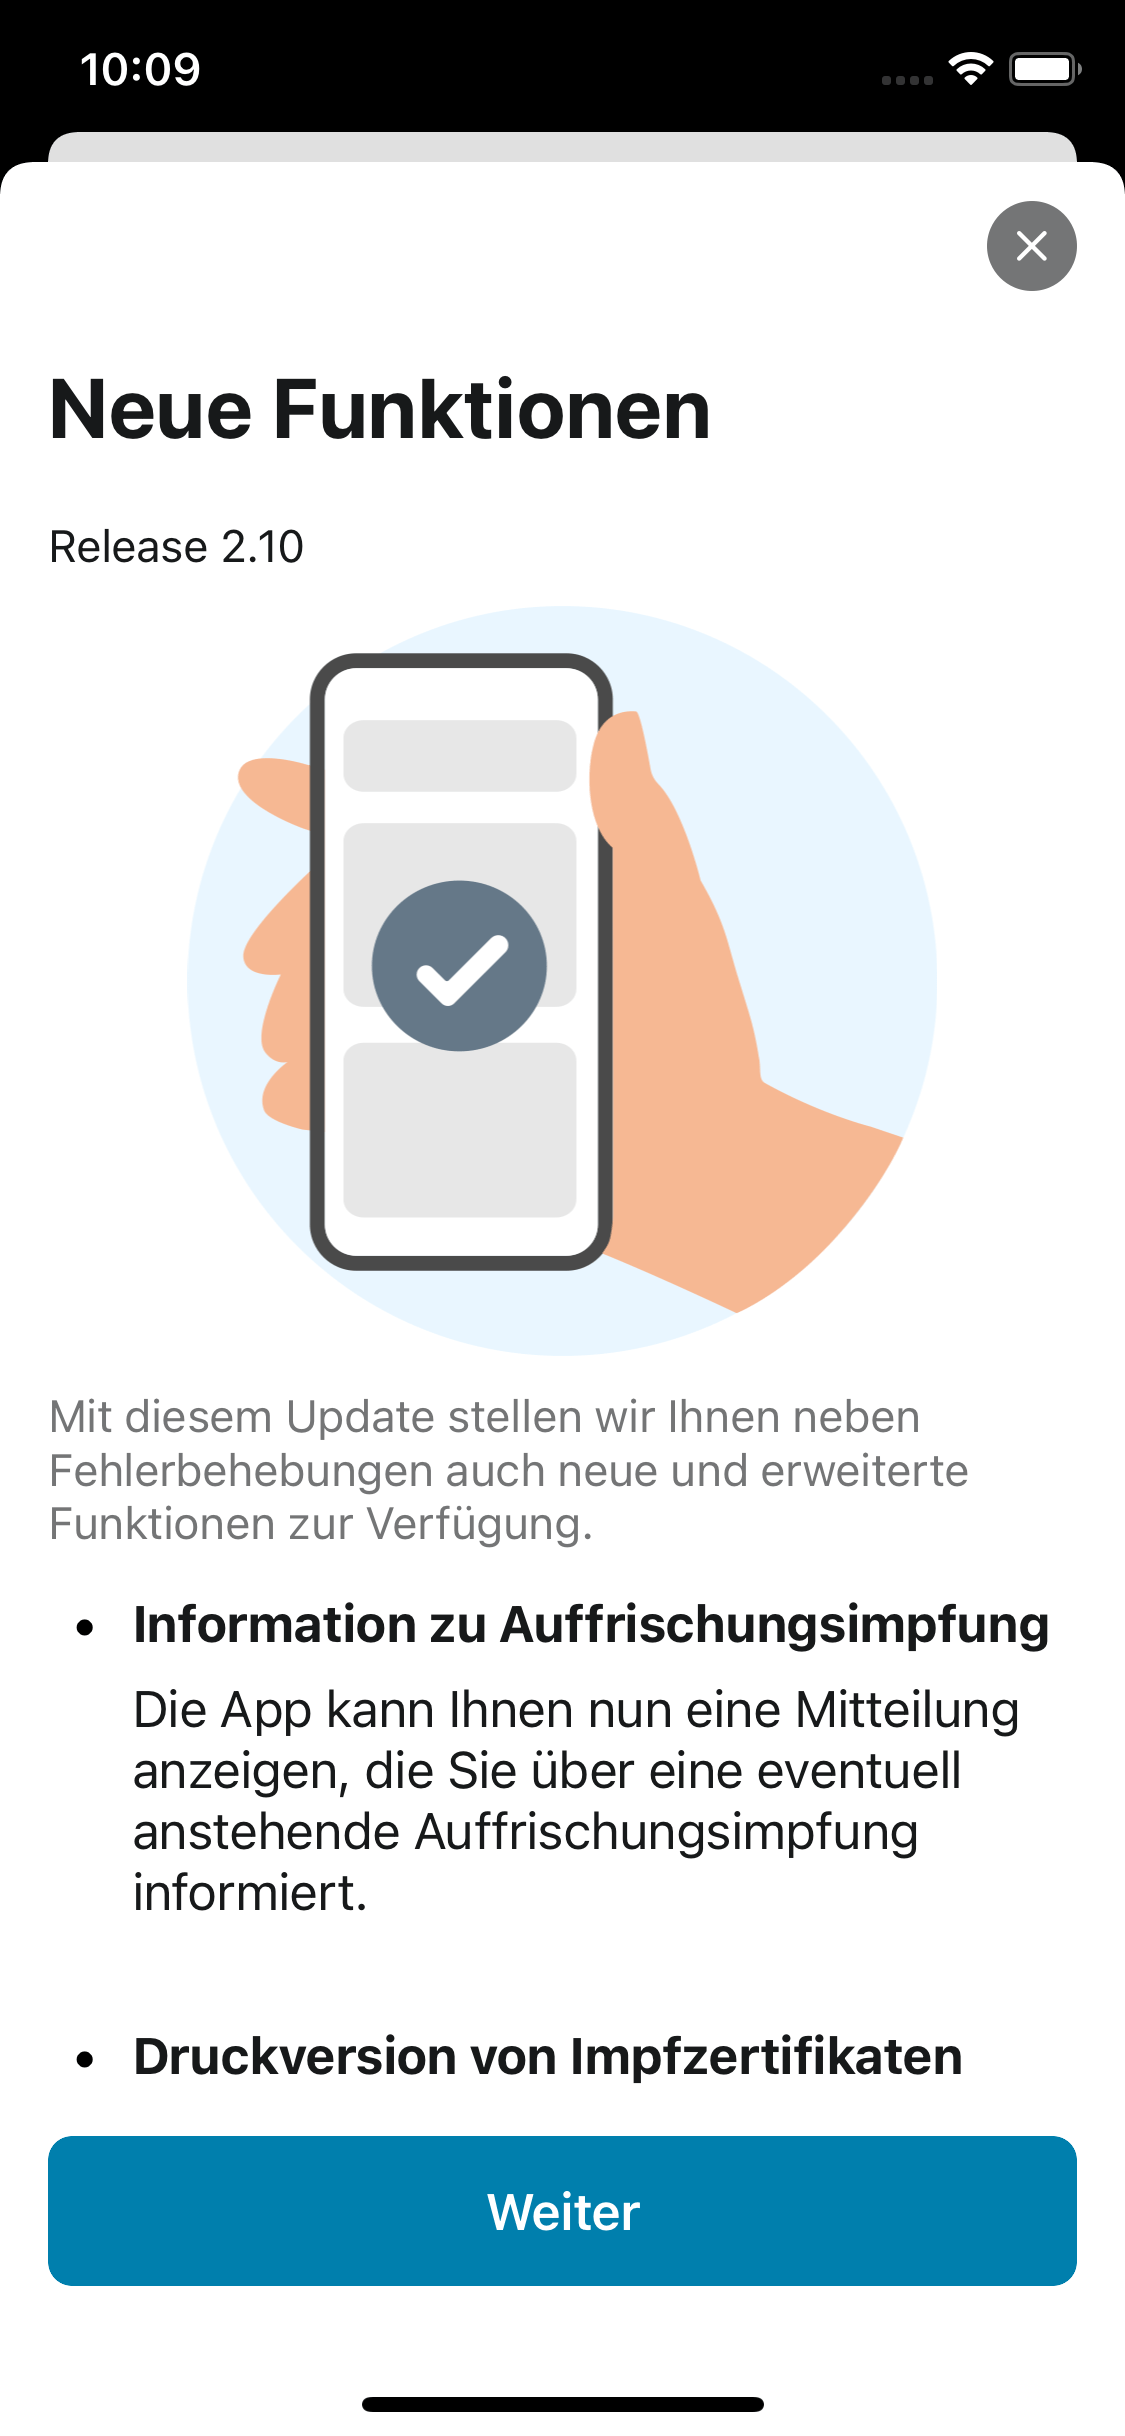 10:09
Neue Funktionen
Release 2.10
Mit diesem Update stellen wir Ihnen neben
Fehlerbehebungen auch neue und erweiterte
Funktionen zur Verfügung.
• Information zu Auffrischungsimpfung
Die App kann Ihnen nun eine Mitteilung
anzeigen, die Sie über eine eventuell
anstehende Auffrischungsimpfung
informiert.
• Druckversion von Impfzertifikaten
Weiter